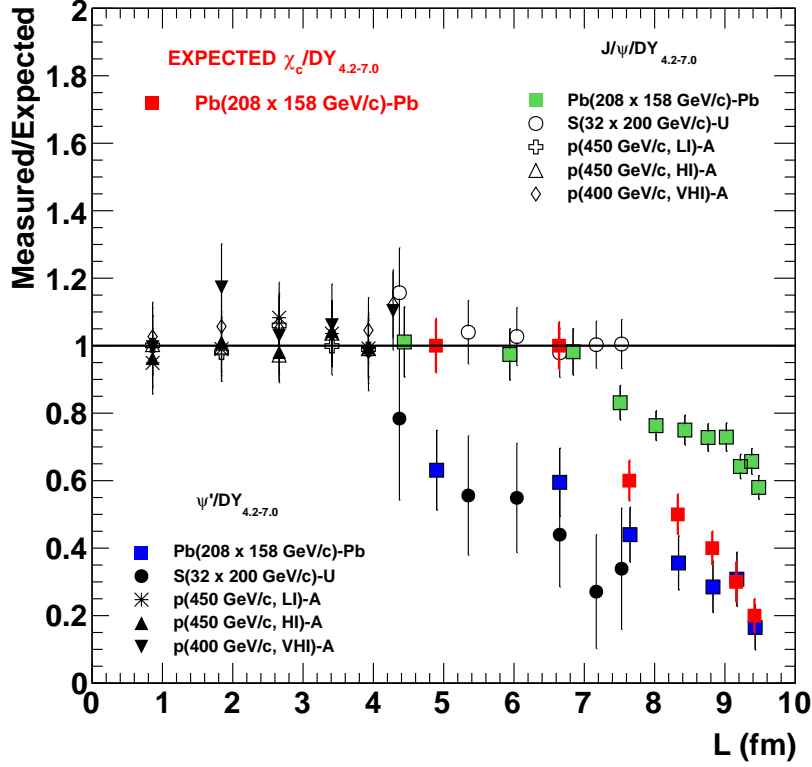 Measured/Expected
2
1.8
1.6
1.4
1.2
1
0.8
0.6
0.4
0.2
0
EXPECTED χc/DY4.2-7.0
Pb(208 x 158 GeV/c)-Pb
J/ψ/DY4.2-7.0
Pb(208 x 158 GeV/c)-Pb
S(32 x 200 GeV/c)-U
p(450 GeV/c, LI)-A
p(450 GeV/c, HI)-A
p(400 GeV/c, VHI)-A
ψ'/DY4.2-7.0
Pb(208 x 158 GeV/c)-Pb
S(32 x 200 GeV/c)-U
p(450 GeV/c, LI)-A
p(450 GeV/c, HI)-A
p(400 GeV/c, VHI)-A
0 1 2 3 4 5 6 7 8 9 10
L (fm)